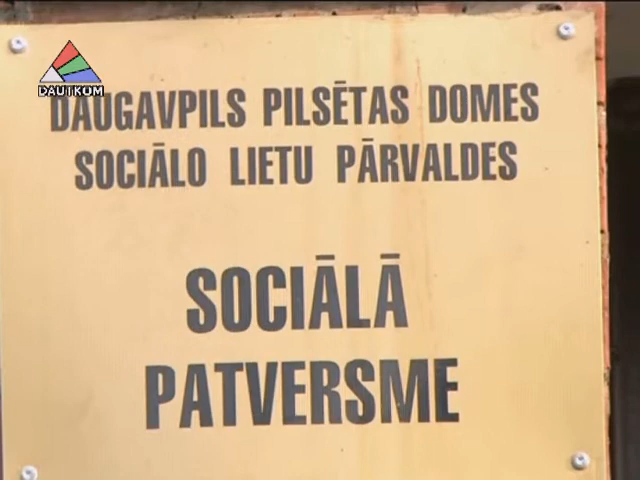 DAUTKOM
DAUGAVPILS PILSĒTAS DOMES
SOCIĀLO LIETU PĀRVALDES
SOCIĀLĀ
PATVERSME